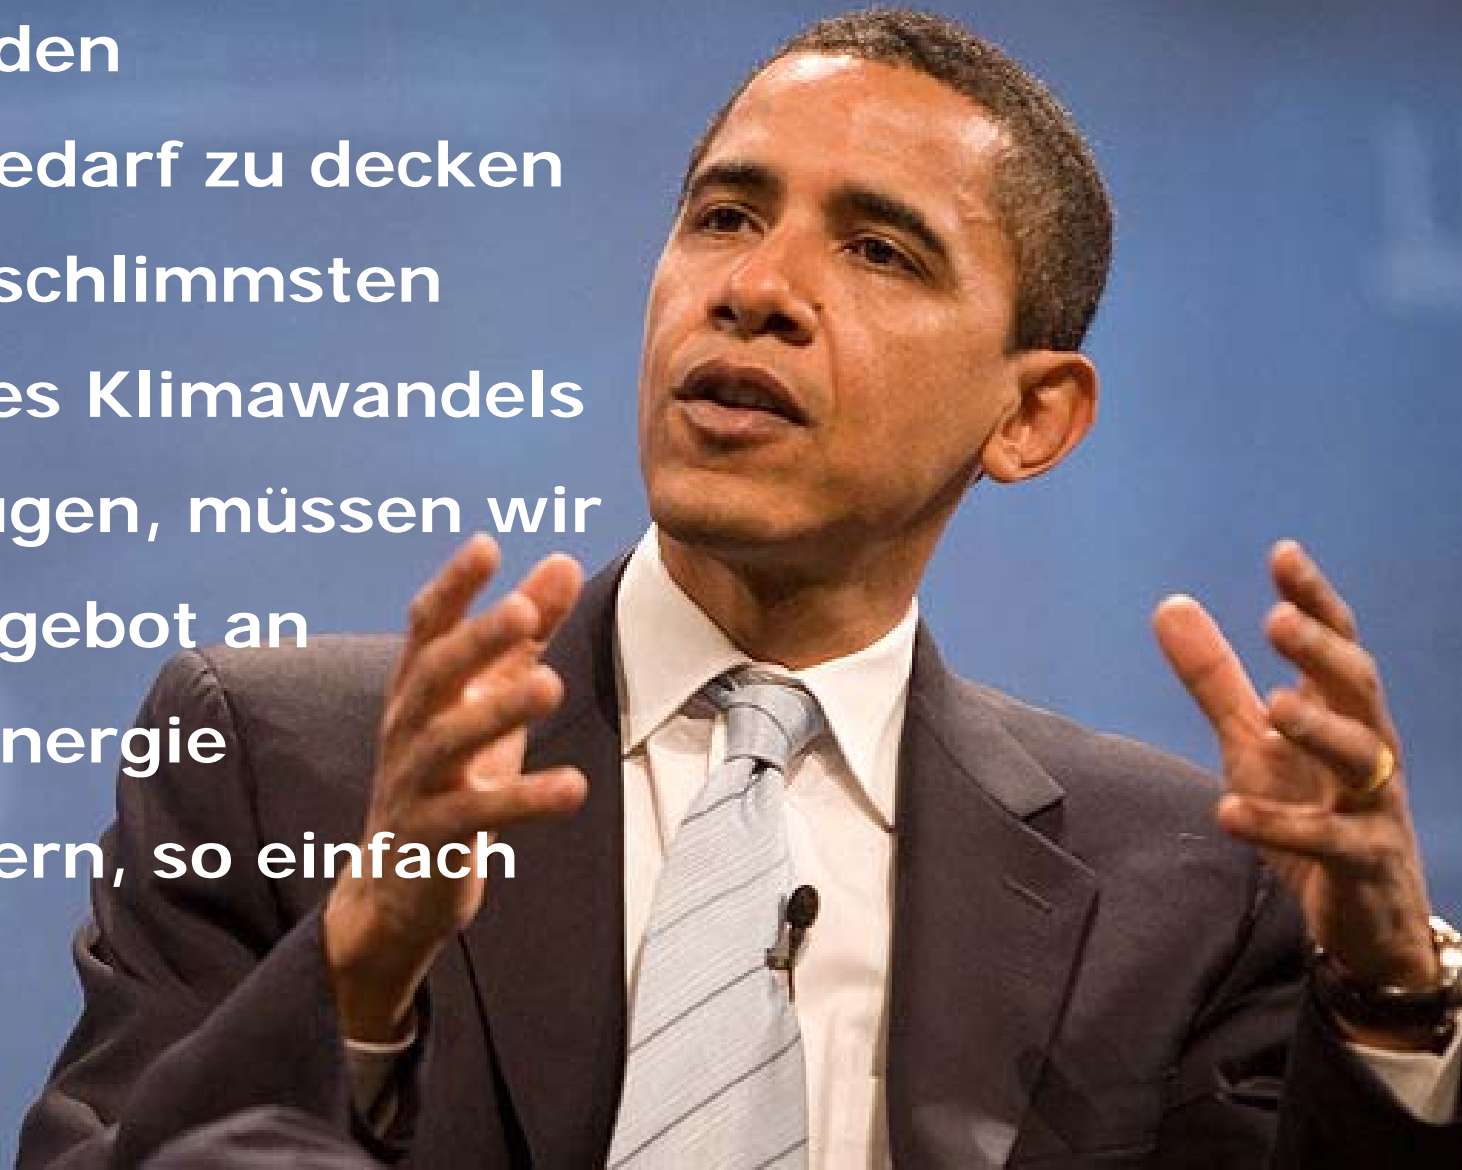 den
edarf zu decken
schlimmsten
es Klimawandels
gen, müssen wir
gebot an
nergie
ern, so einfach